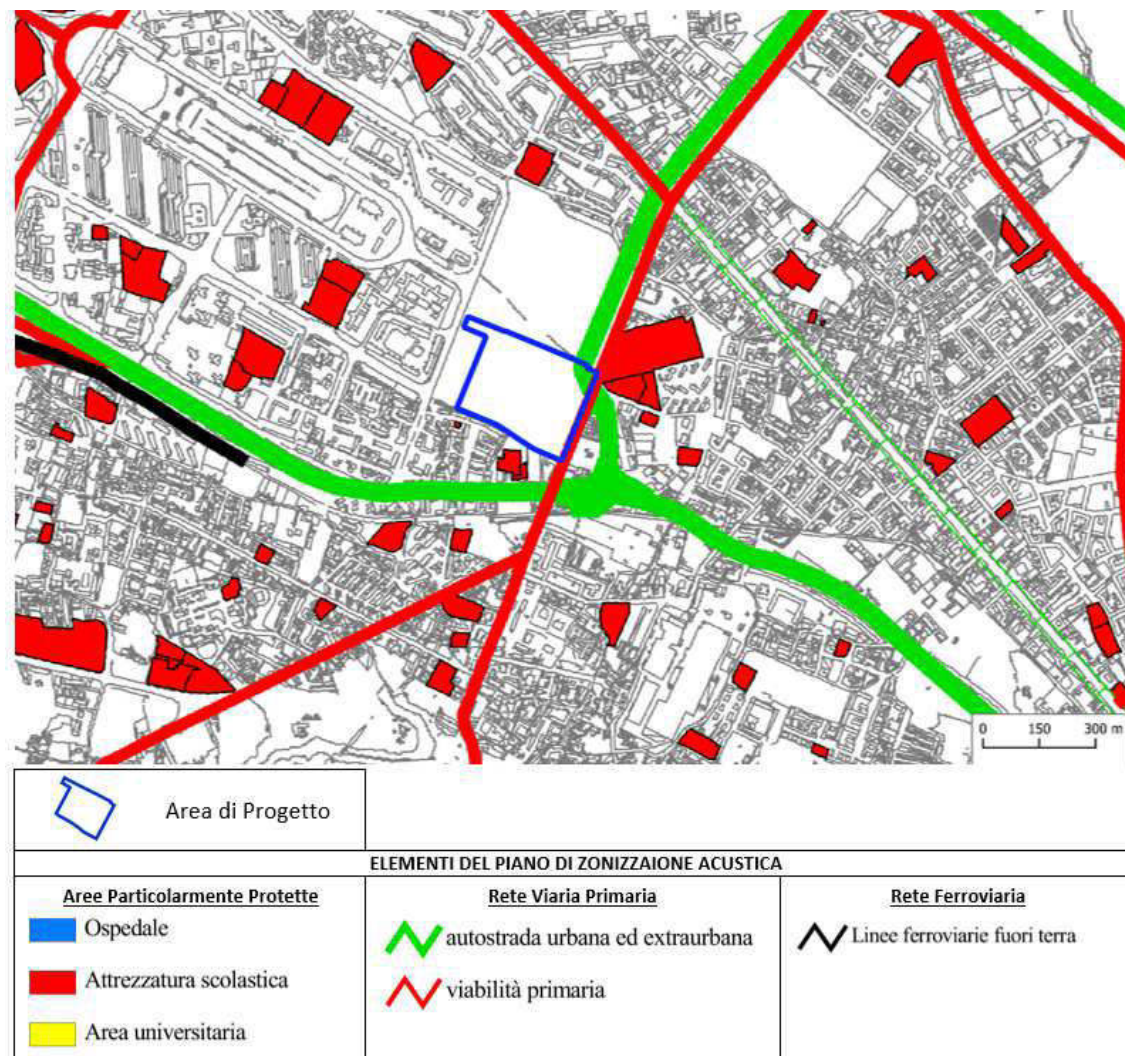 0 150 300 m
Area di Progetto
ELEMENTI DEL PIANO DI ZONIZZAIONE ACUSTICA
Aree Particolarmente Protette
Ospedale
Attrezzatura scolastica
Area universitaria
Rete Viaria Primaria
autostrada urbana ed extraurbana
viabilità primaria
Rete Ferroviaria
Linee ferroviarie fuori terra